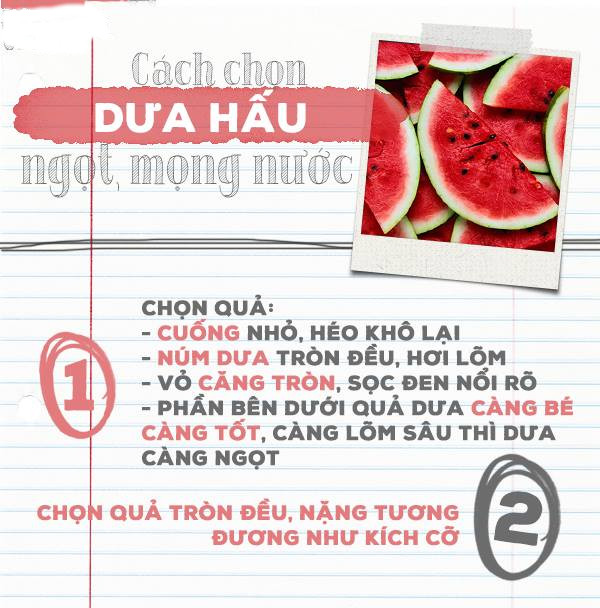 Cách chọn
DƯA HẤU
ngọt, mọng nước
CHỌN QUẢ:
- CUỐNG NHỎ, HÉO KHÔ LẠI
- NÚM DƯA TRÒN ĐỀU, HƠI LÕM
- VỎ CĂNG TRÒN, SỌC ĐEN NỔI RÕ
- PHẦN BÊN DƯỚI QUẢ DƯA CÀNG BÉ
CÀNG TỐT, CÀNG LÕM SÂU THÌ DƯA
CÀNG NGỌT
1
CHỌN QUẢ TRÒN ĐỀU, NẶNG TƯƠNG
ĐƯƠNG NHƯ KÍCH CỠ
2